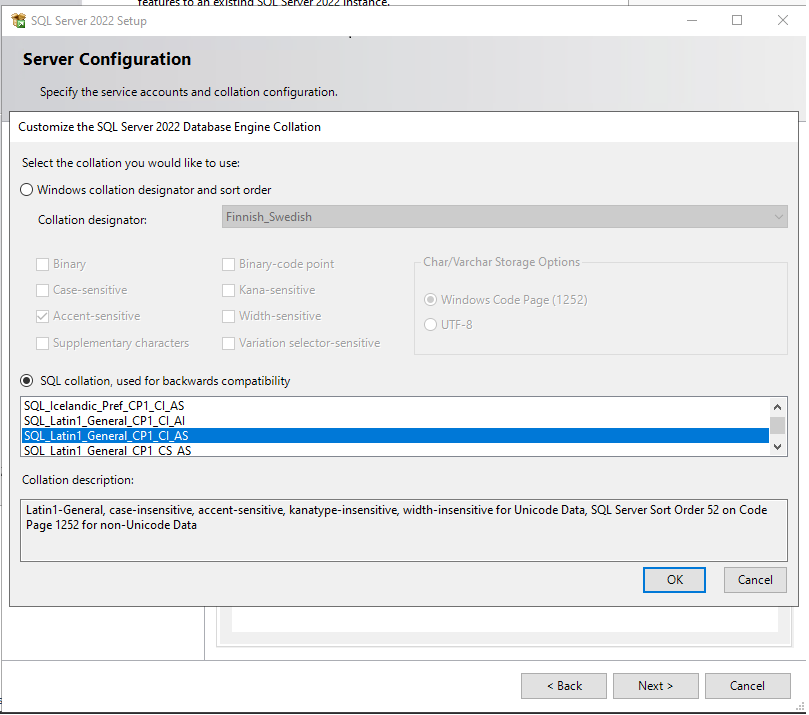 features to an existing SQL Server 2022 instance.
SQL Server 2022 Setup
Server Configuration
Specify the service accounts and collation configuration.
Customize the SQL Server 2022 Database Engine Collation
Select the collation you would like to use:
Windows collation designator and sort order
Collation designator: Finnish_Swedish
Binary
Binary-code point
Case-sensitive
Kana-sensitive
Accent-sensitive
Width-sensitive
Supplementary characters
Variation selector-sensitive
Char/Varchar Storage Options
Windows Code Page (1252)
UTF-8
SQL collation, used for backwards compatibility
SQL_Icelandic_Pref_CP1_CI_AS
SQL_Latin1_General_CP1_CI_AI
SQL_Latin1_General_CP1_CI_AS
SQL_Latin1_General_CP1_CS_AS
Collation description:
Latin1-General, case-insensitive, accent-sensitive, kanatype-insensitive, width-insensitive for Unicode Data, SQL Server Sort Order 52 on Code
Page 1252 for non-Unicode Data
OK
Cancel
< Back
Next >
Cancel